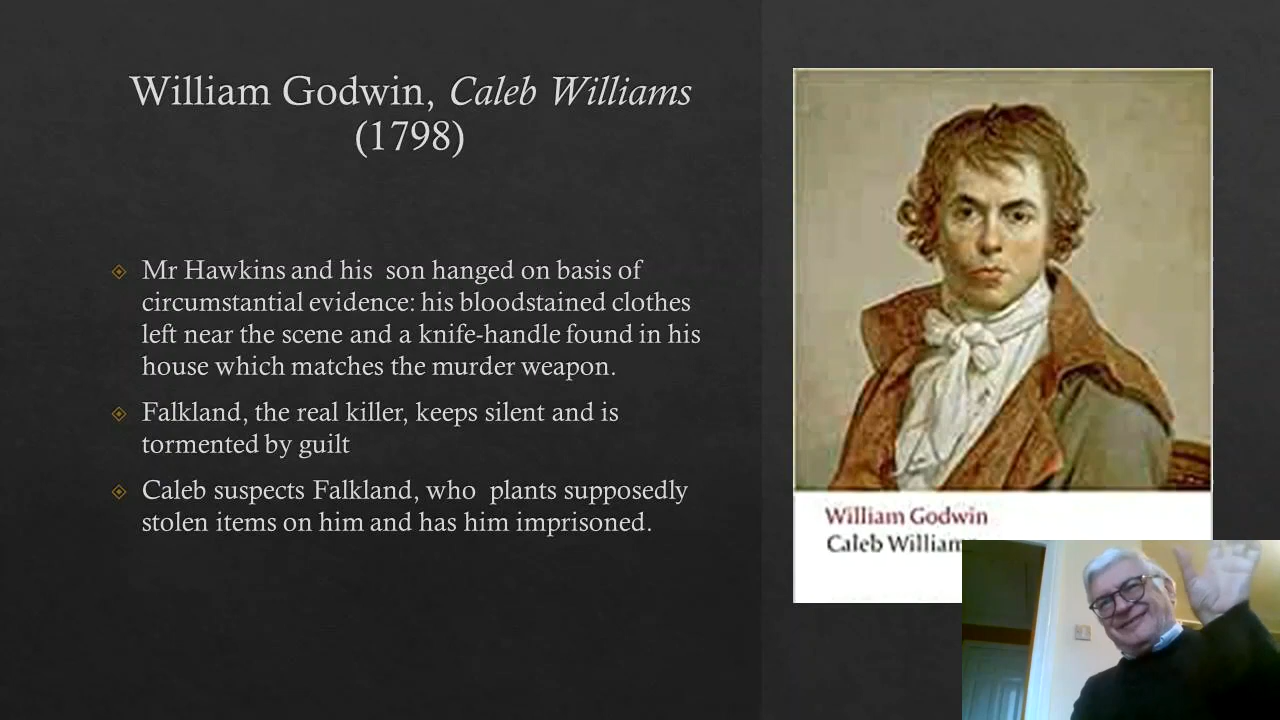 William Godwin, Caleb Williams
(1798)
Mr Hawkins and his  son hanged on basis of
circumstantial evidence: his bloodstained clothes
left near the scene and a knife-handle found in his
house which matches the murder weapon.
Falkland, the real killer, keeps silent and is
tormented by guilt
Caleb suspects Falkland, who  plants supposedly
stolen items on him and has him imprisoned.
William Godwin
Caleb Williams